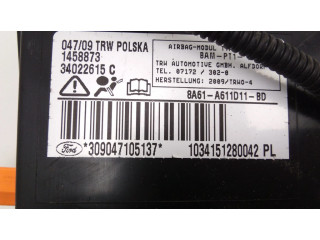 047/09 TRW POLSKA
1458873
34022615 C
AIRBAG-MODUL
BAM-PT1-
TRW AUTOMOTIVE GMBH, ALFDORF
TEL. 07172 / 302-0
HERSTELLUNG: 2009/TRWO-4
8A61-A611D11-BD
Ford
*309047105137*
1034151280042 PL